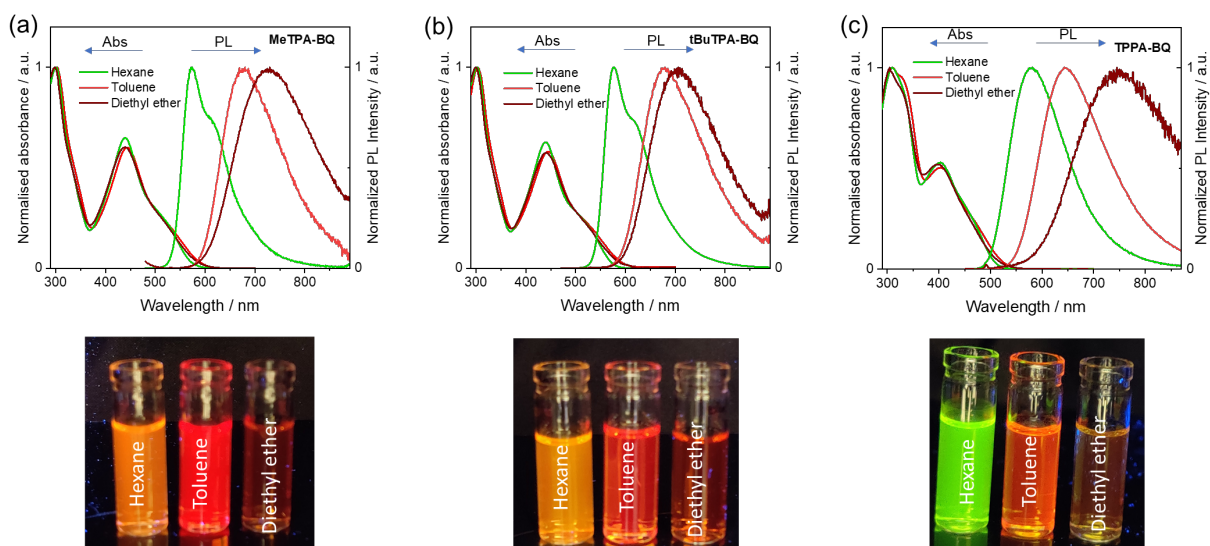 (a)
Abs
PL
MeTPA-BQ
Hexane
Toluene
Diethyl ether
Normalised absorbance / a.u.
Normalized PL Intensity / a.u.
1
0
1
0
300 400 500 600 700 800
Wavelength / nm
(b)
Abs
PL
tBuTPA-BQ
Hexane
Toluene
Diethyl ether
Normalised absorbance / a.u.
Normalized PL Intensity / a.u.
1
0
1
0
300 400 500 600 700 800
Wavelength / nm
(c)
Abs
PL
TPPA-BQ
Hexane
Toluene
Diethyl ether
Normalised absorbance / a.u.
Normalized PL Intensity / a.u.
1
0
1
0
300 400 500 600 700 800
Wavelength / nm
Hexane
Toluene
Diethyl ether
Hexane
Toluene
Diethyl ether
Hexane
Toluene
Diethyl ether